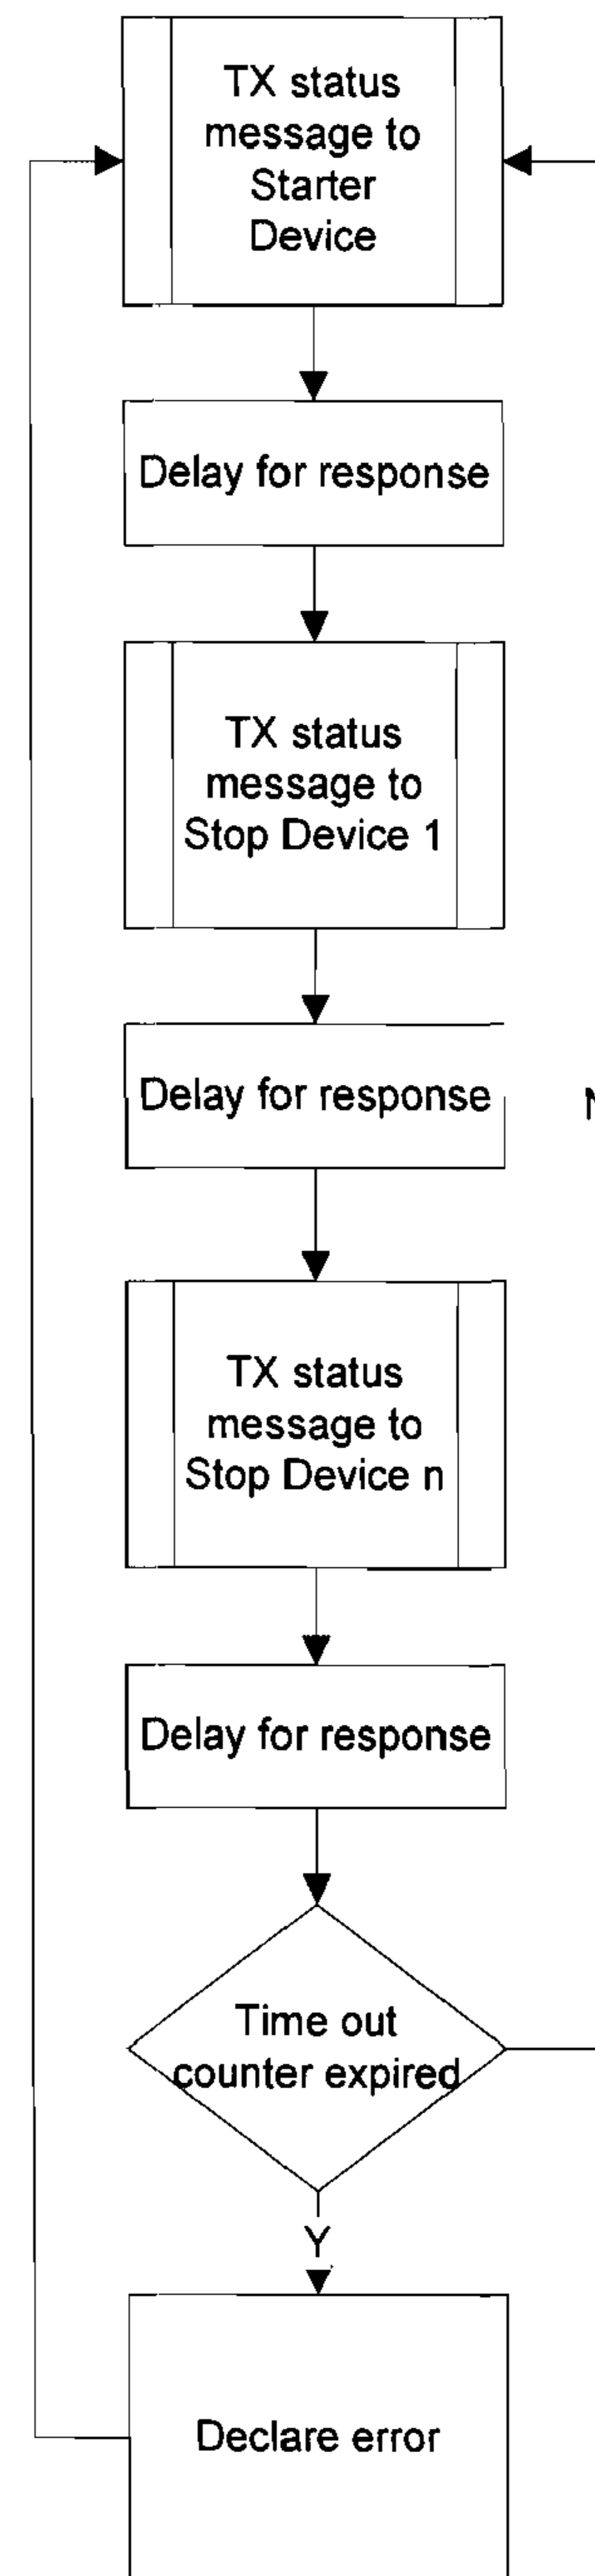 TX status
message to
Starter
Device
Delay for response
TX status
message to
Stop Device 1
Delay for response
N
TX status
message to
Stop Device n
Delay for response
Time out
counter expired
Y
Declare error